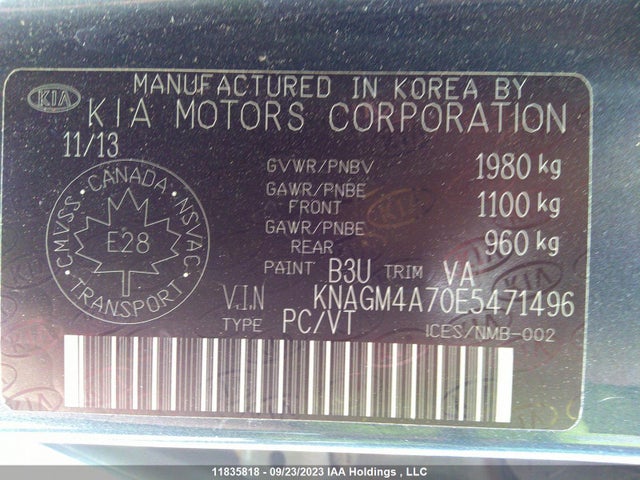 MANUFACTURED IN KOREA BY
KIA
KIA MOTORS CORPORATION
11/13
GVWR/PNBV 1980 kg
GAWR/PNBE FRONT 1100 kg
GAWR/PNBE REAR 960 kg
CMVSS · CANADA · NSVAC
E28
TRANSPORT
PAINT B3U TRIM VA
V.I.N KNAGM4A70E5471496
TYPE PC/VT ICES/NMB-002
11835818 - 09/23/2023 IAA Holdings , LLC